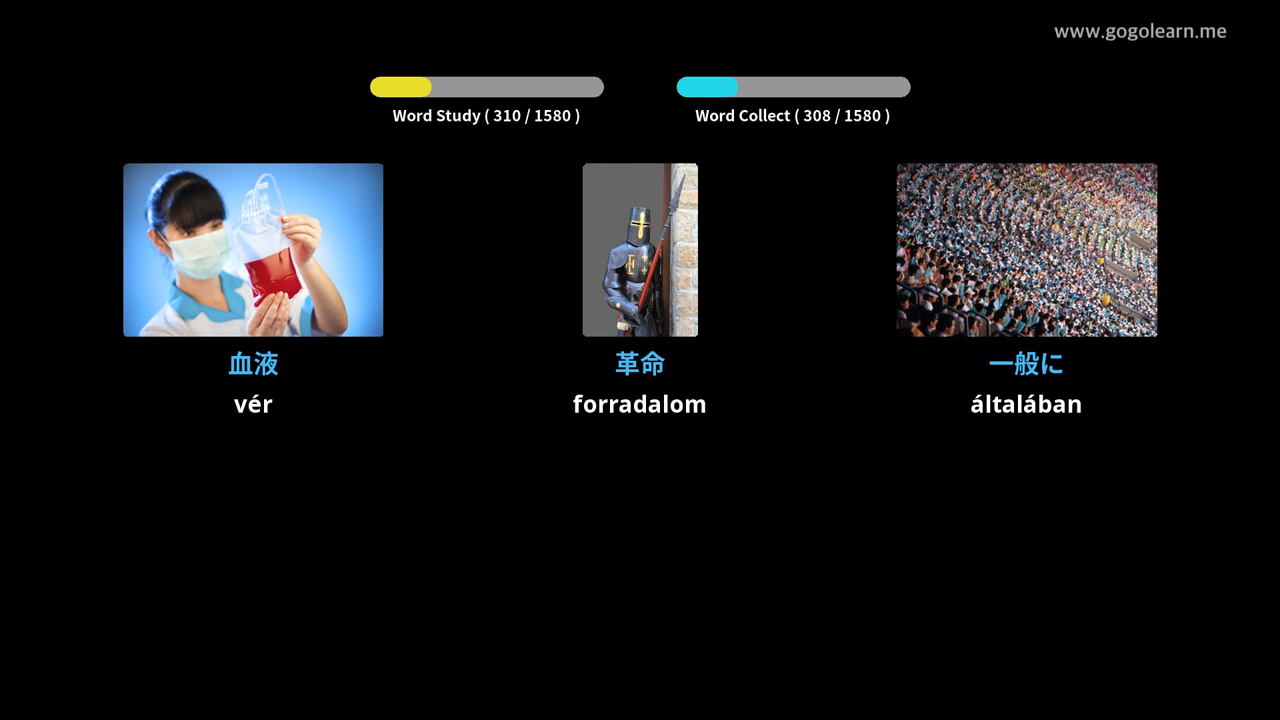 www.gogolearn.me
Word Study ( 310 / 1580 )
Word Collect ( 308 / 1580 )
血液
革命
一般に
vér
forradalom
általában